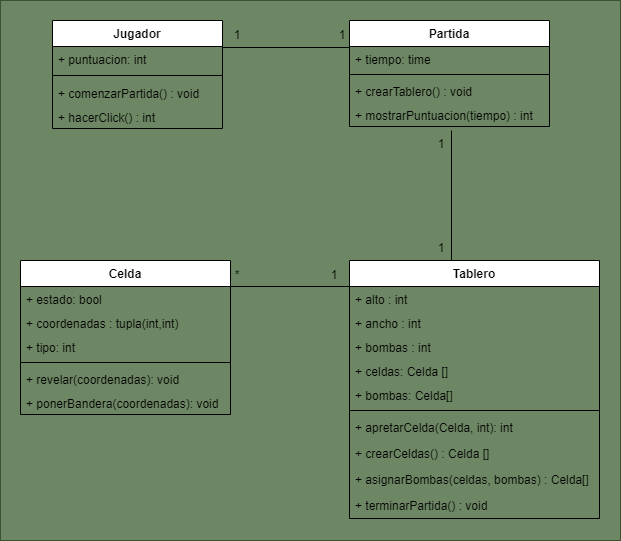 Jugador
+ puntuacion: int
+ comenzarPartida() : void
+ hacerClick() : int
1
1
Partida
+ tiempo: time
+ crearTablero() : void
+ mostrarPuntuacion(tiempo) : int
1
1
Celda
+ estado: bool
+ coordenadas : tupla(int,int)
+ tipo: int
+ revelar(coordenadas): void
+ ponerBandera(coordenadas): void
*
1
Tablero
+ alto : int
+ ancho : int
+ bombas : int
+ celdas: Celda []
+ bombas: Celda[]
+ apretarCelda(Celda, int): int
+ crearCeldas() : Celda []
+ asignarBombas(celdas, bombas) : Celda[]
+ terminarPartida() : void